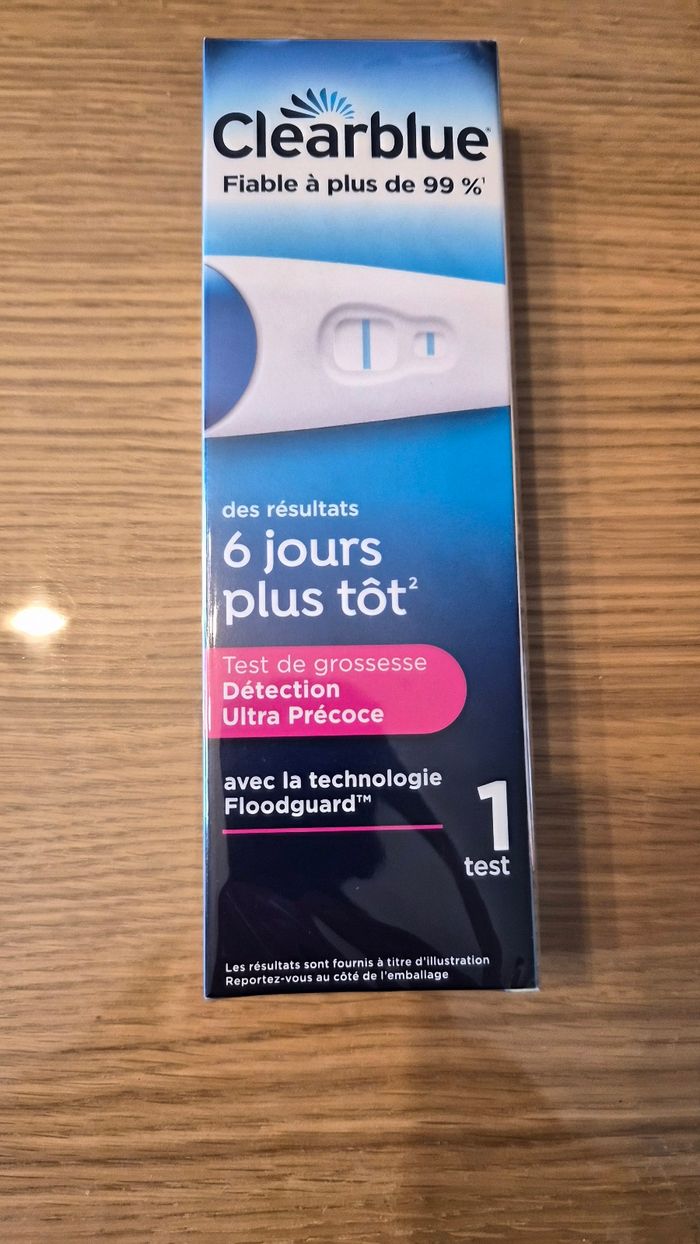 Clearblue®
Fiable à plus de 99 %¹
des résultats
6 jours
plus tôt²
Test de grossesse
Détection
Ultra Précoce
avec la technologie
Floodguard™
1
test
Les résultats sont fournis à titre d'illustration
Reportez-vous au côté de l'emballage